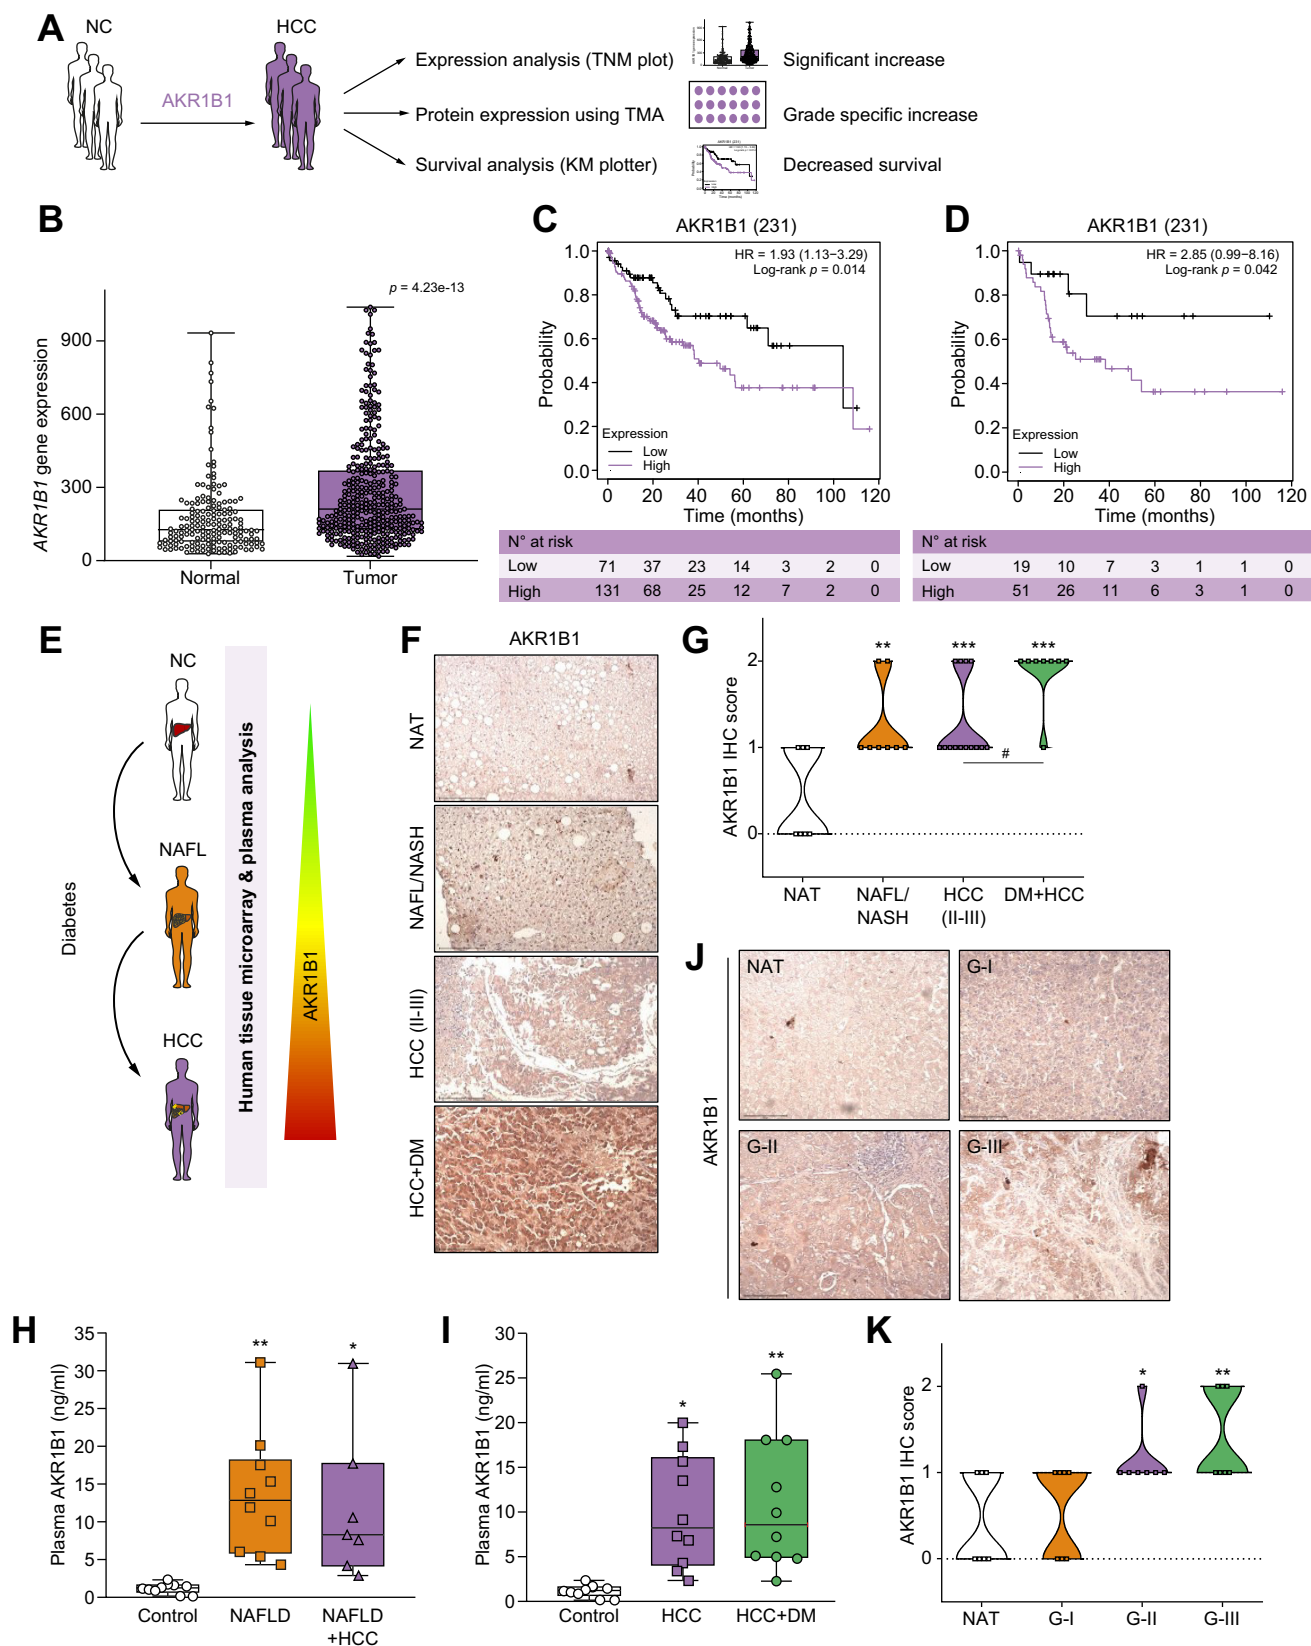 A
NC
HCC
AKR1B1
Expression analysis (TNM plot)
Significant increase
Protein expression using TMA
Grade specific increase
Survival analysis (KM plotter)
Decreased survival
AKR1B1 (231)
Probability
Time (months)
B
p = 4.23e-13
AKR1B1 gene expression
900
600
300
0
Normal
Tumor
C
AKR1B1 (231)
HR = 1.93 (1.13–3.29)
Log-rank p = 0.014
Probability
1.0
0.8
0.6
0.4
0.2
0.0
Expression
Low
High
0 20 40 60 80 100 120
Time (months)
N° at risk
Low 71 37 23 14 3 2 0
High 131 68 25 12 7 2 0
D
AKR1B1 (231)
HR = 2.85 (0.99–8.16)
Log-rank p = 0.042
Probability
1.0
0.8
0.6
0.4
0.2
0.0
Expression
Low
High
0 20 40 60 80 100 120
Time (months)
N° at risk
Low 19 10 7 3 1 1 0
High 51 26 11 6 3 1 0
E
NC
NAFL
HCC
Diabetes
Human tissue microarray & plasma analysis
AKR1B1
F
AKR1B1
NAT
NAFL/NASH
HCC (II-III)
HCC+DM
G
AKR1B1 IHC score
2
1
0
** *** ***
#
NAT
NAFL/
NASH
HCC
(II-III)
DM+HCC
J
AKR1B1
NAT
G-I
G-II
G-III
H
Plasma AKR1B1 (ng/ml)
35
30
25
20
15
10
5
0
** *
Control
NAFLD
NAFLD
+HCC
I
Plasma AKR1B1 (ng/ml)
30
25
20
15
10
5
0
* **
Control
HCC
HCC+DM
K
AKR1B1 IHC score
2
1
0
* **
NAT
G-I
G-II
G-III